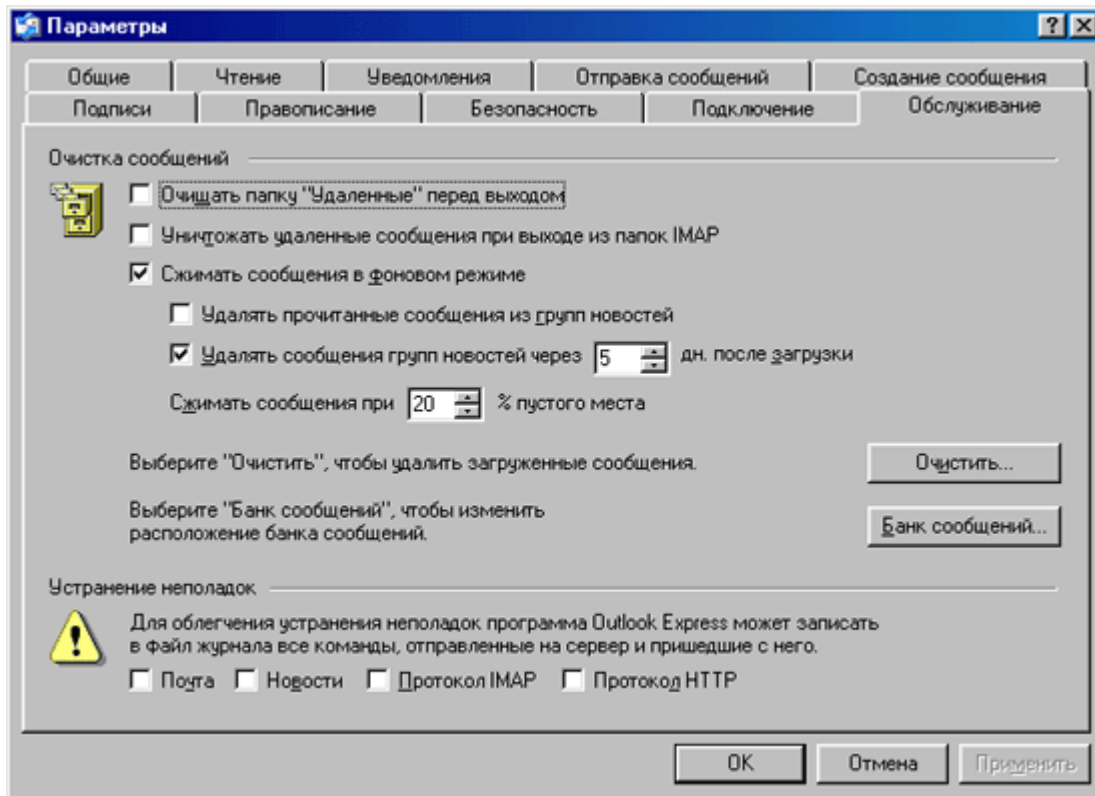 Параметры
Общие Чтение Уведомления Отправка сообщений Создание сообщения
Подписи Правописание Безопасность Подключение Обслуживание
Очистка сообщений
Очищать папку "Удаленные" перед выходом
Уничтожать удаленные сообщения при выходе из папок IMAP
Сжимать сообщения в фоновом режиме
Удалять прочитанные сообщения из групп новостей
Удалять сообщения групп новостей через 5 дн. после загрузки
Сжимать сообщения при 20 % пустого места
Выберите "Очистить", чтобы удалить загруженные сообщения. Очистить...
Выберите "Банк сообщений", чтобы изменить
расположение банка сообщений. Банк сообщений...
Устранение неполадок
Для облегчения устранения неполадок программа Outlook Express может записать
в файл журнала все команды, отправленные на сервер и пришедшие с него.
Почта Новости Протокол IMAP Протокол HTTP
OK Отмена Применить